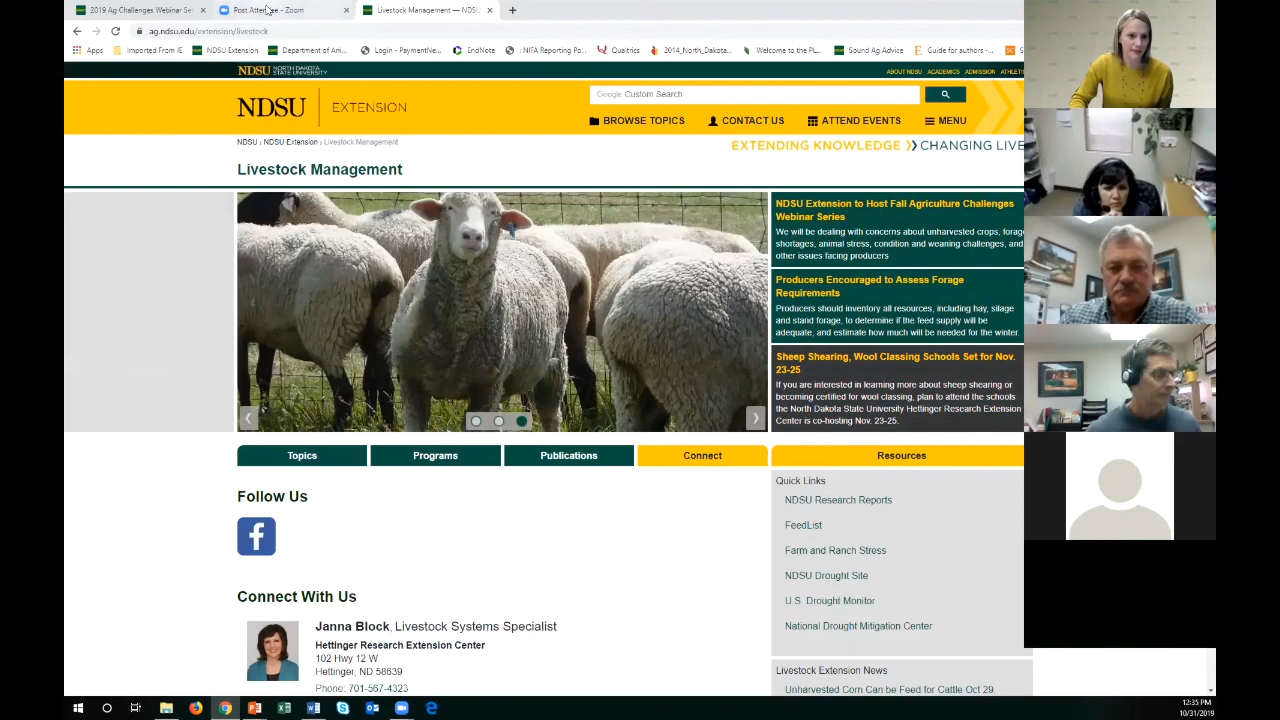 2019 Ag Challenges Webinar Se
Post Attendee - Zoom
Livestock Management — NDSU
ag.ndsu.edu/extension/livestock
Apps
Imported From IE
NDSU Extension
Department of Ani...
Login - PaymentNe...
EndNote
: NIFA Reporting Po...
Qualtrics
2014_North_Dakota...
Welcome to the PL...
Sound Ag Advice
Guide for authors -...
NDSU NORTH DAKOTA STATE UNIVERSITY
ABOUT NDSU ACADEMICS ADMISSION ATHLETI
NDSU EXTENSION
Google Custom Search
BROWSE TOPICS
CONTACT US
ATTEND EVENTS
MENU
NDSU › NDSU Extension › Livestock Management
EXTENDING KNOWLEDGE CHANGING LIVE
Livestock Management
NDSU Extension to Host Fall Agriculture Challenges
Webinar Series
We will be dealing with concerns about unharvested crops, forag
shortages, animal stress, condition and weaning challenges, and
other issues facing producers
Producers Encouraged to Assess Forage
Requirements
Producers should inventory all resources, including hay, silage
and stand forage, to determine if the feed supply will be
adequate, and estimate how much will be needed for the winter.
Sheep Shearing, Wool Classing Schools Set for Nov.
23-25
If you are interested in learning more about sheep shearing or
becoming certified for wool classing, plan to attend the schools
the North Dakota State University Hettinger Research Extension
Center is co-hosting Nov. 23-25.
Topics
Programs
Publications
Connect
Resources
Follow Us
Connect With Us
Janna Block, Livestock Systems Specialist
Hettinger Research Extension Center
102 Hwy 12 W
Hettinger, ND 58639
Phone: 701-567-4323
Quick Links
NDSU Research Reports
FeedList
Farm and Ranch Stress
NDSU Drought Site
U.S. Drought Monitor
National Drought Mitigation Center
Livestock Extension News
Unharvested Corn Can be Feed for Cattle Oct 29,
12:35 PM
10/31/2019